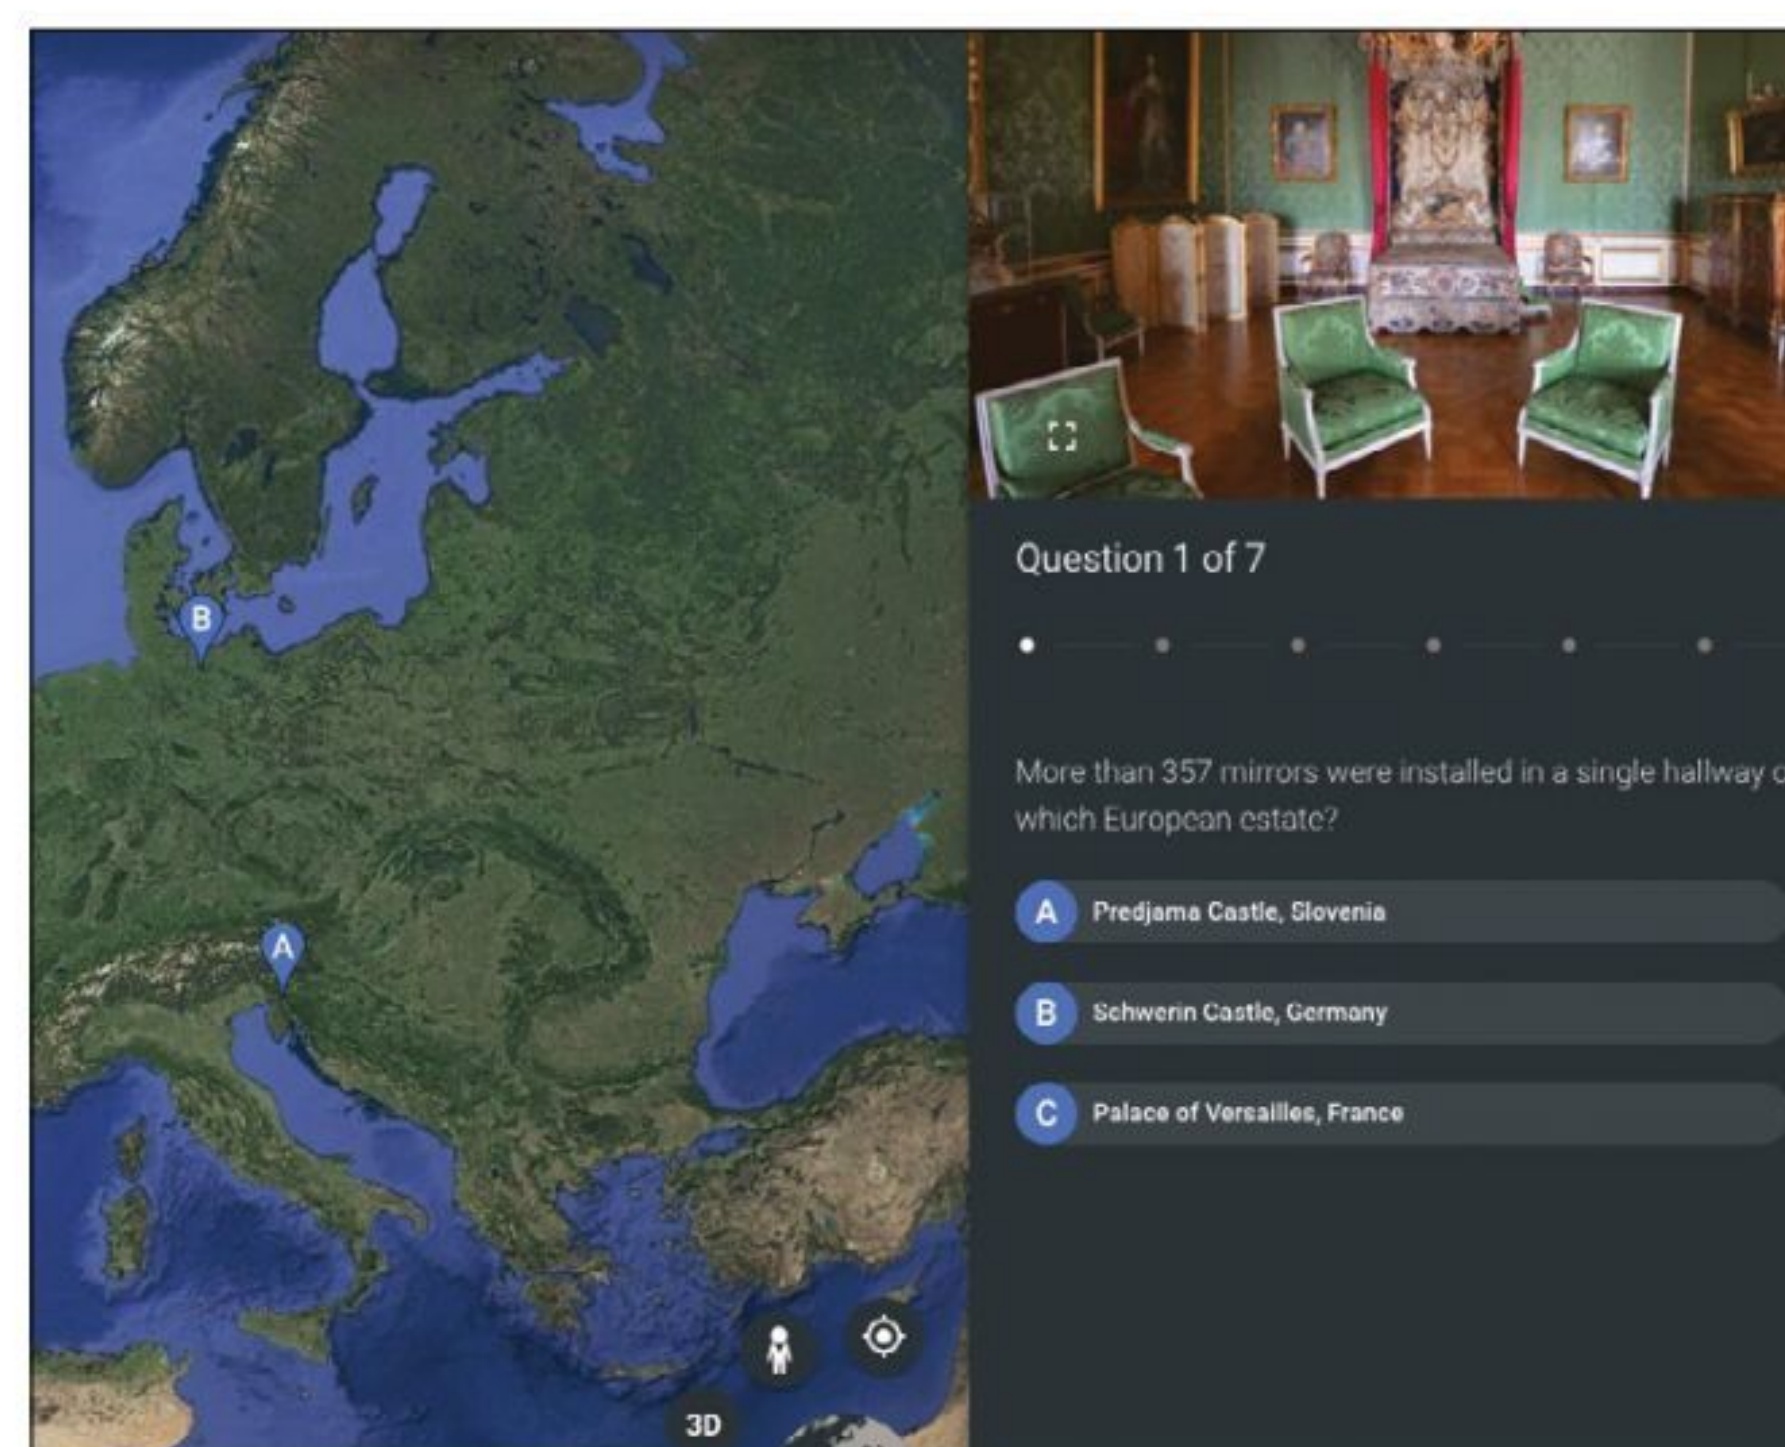 B
A
3D
Question 1 of 7
More than 357 mirrors were installed in a single hallway
which European estate?
A Predjama Castle, Slovenia
B Schwerin Castle, Germany
C Palace of Versailles, France